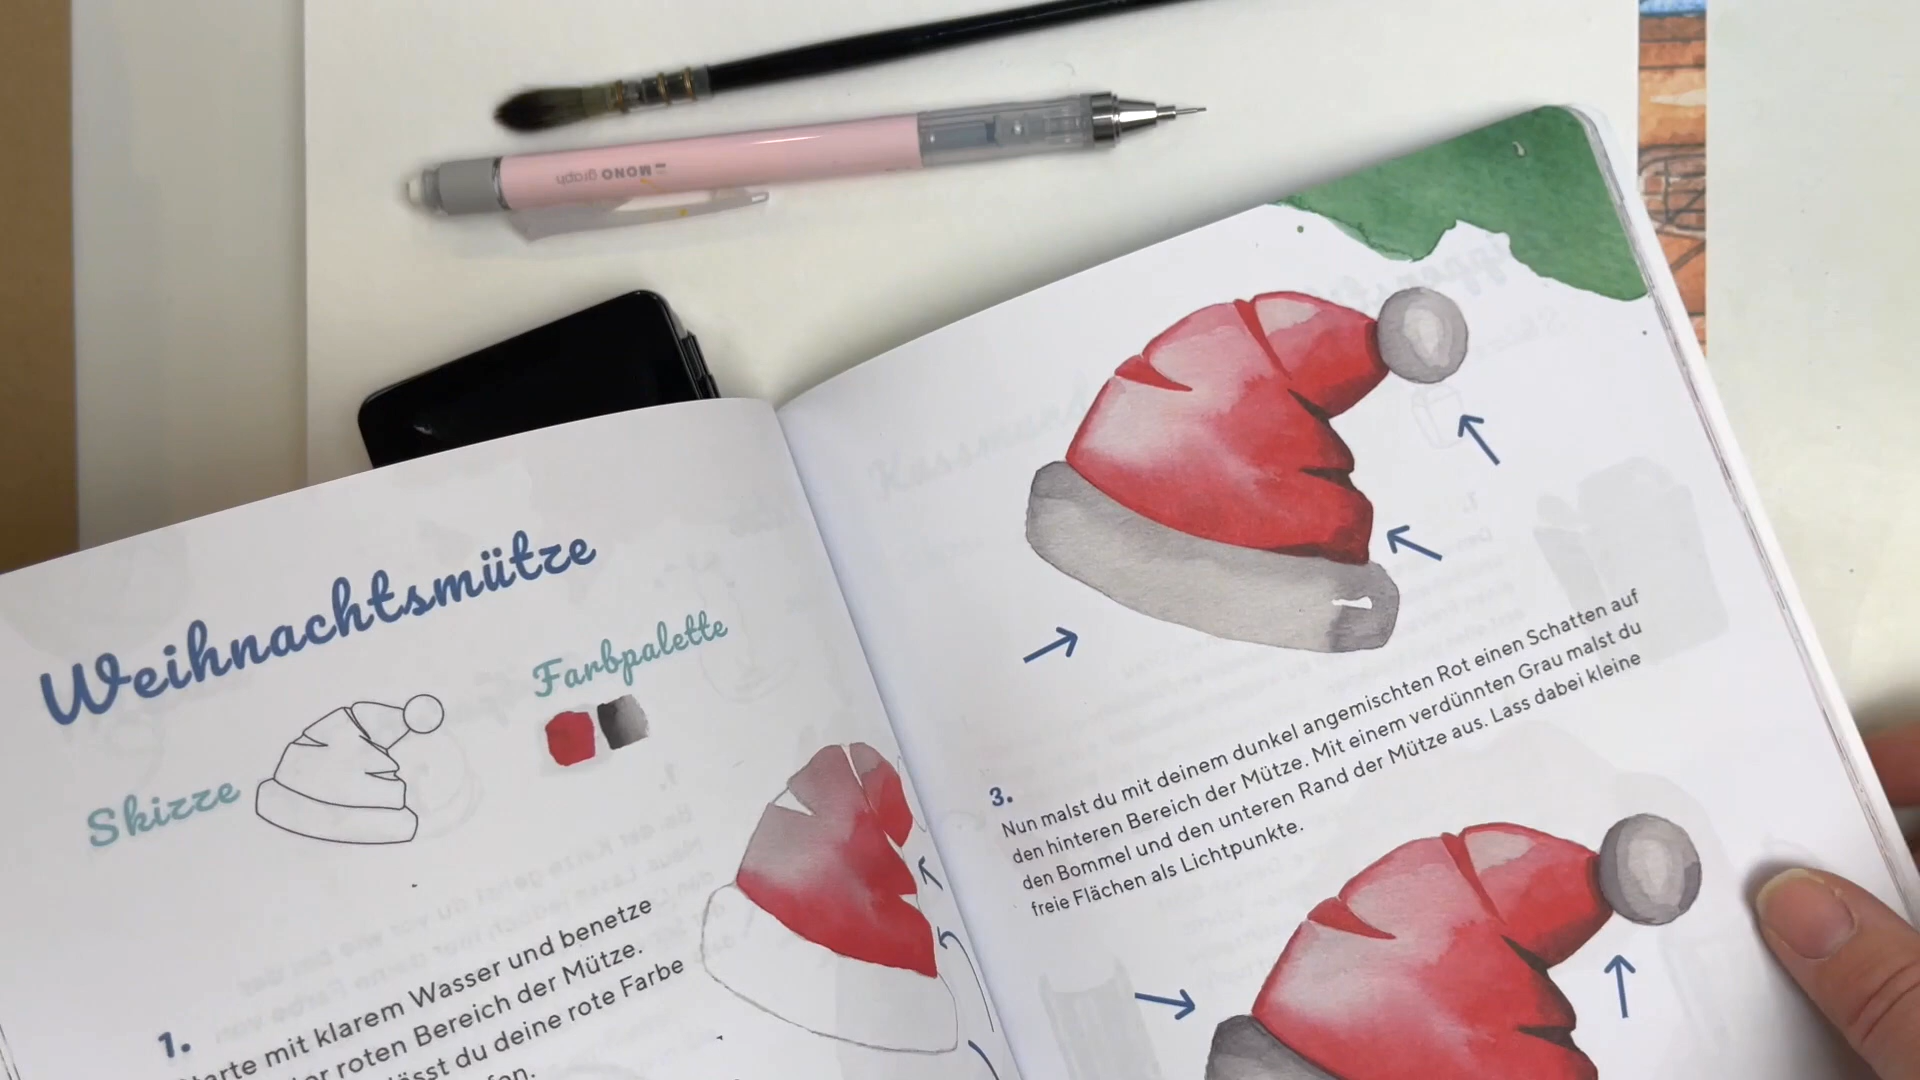 MONO graph
Weihnachtsmütze
Farbpalette
Skizze
1.
mit klarem Wasser und benetze
roten Bereich der Mütze.
du deine rote Farbe
3.
Nun malst du mit deinem dunkel angemischten Rot einen Schatten auf
den hinteren Bereich der Mütze. Mit einem verdünnten Grau malst du
den Bommel und den unteren Rand der Mütze aus. Lass dabei kleine
freie Flächen als Lichtpunkte.